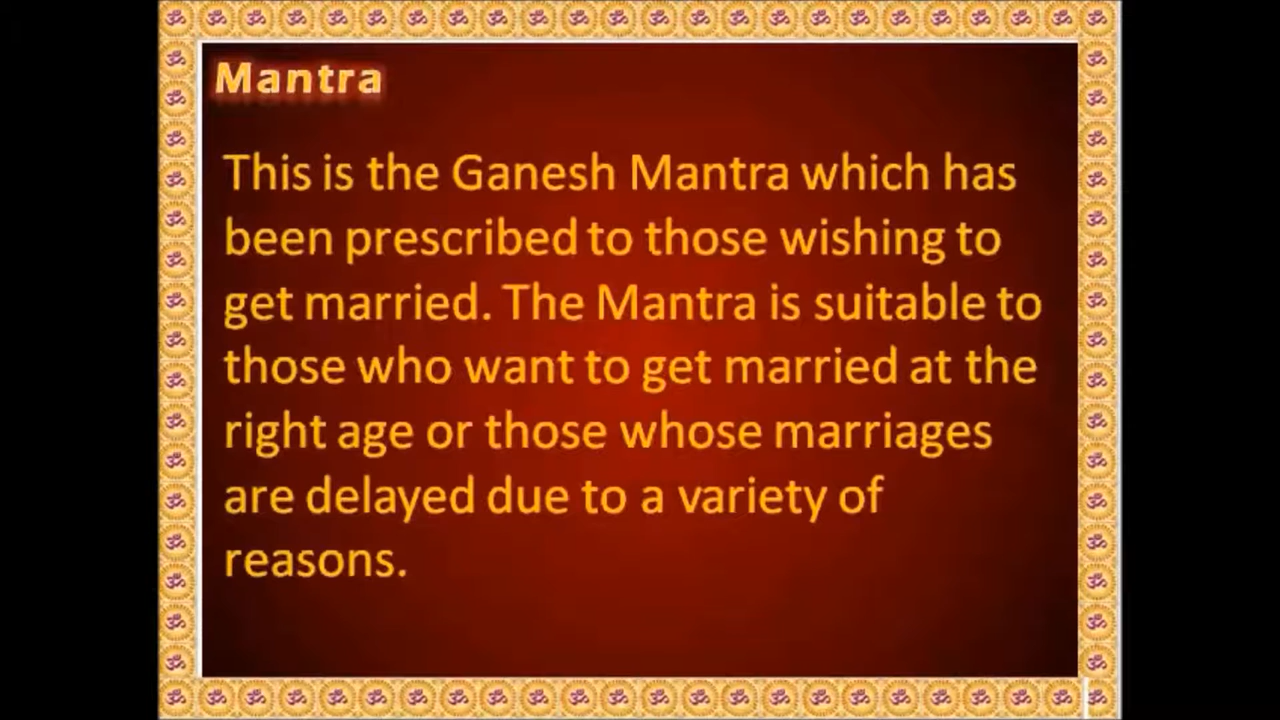 Mantra
This is the Ganesh Mantra which has
been prescribed to those wishing to
get married. The Mantra is suitable to
those who want to get married at the
right age or those whose marriages
are delayed due to a variety of
reasons.